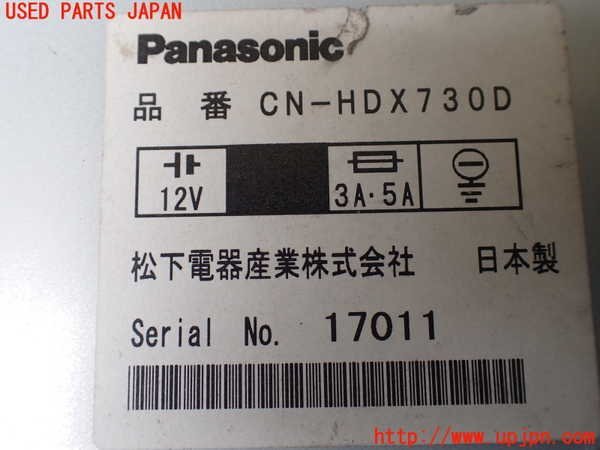 USED PARTS JAPAN
Panasonic
品 番 CN-HDX730D
12V 3A·5A
松下電器産業株式会社 日本製
Serial No. 17011
http://www.upjpn.com/